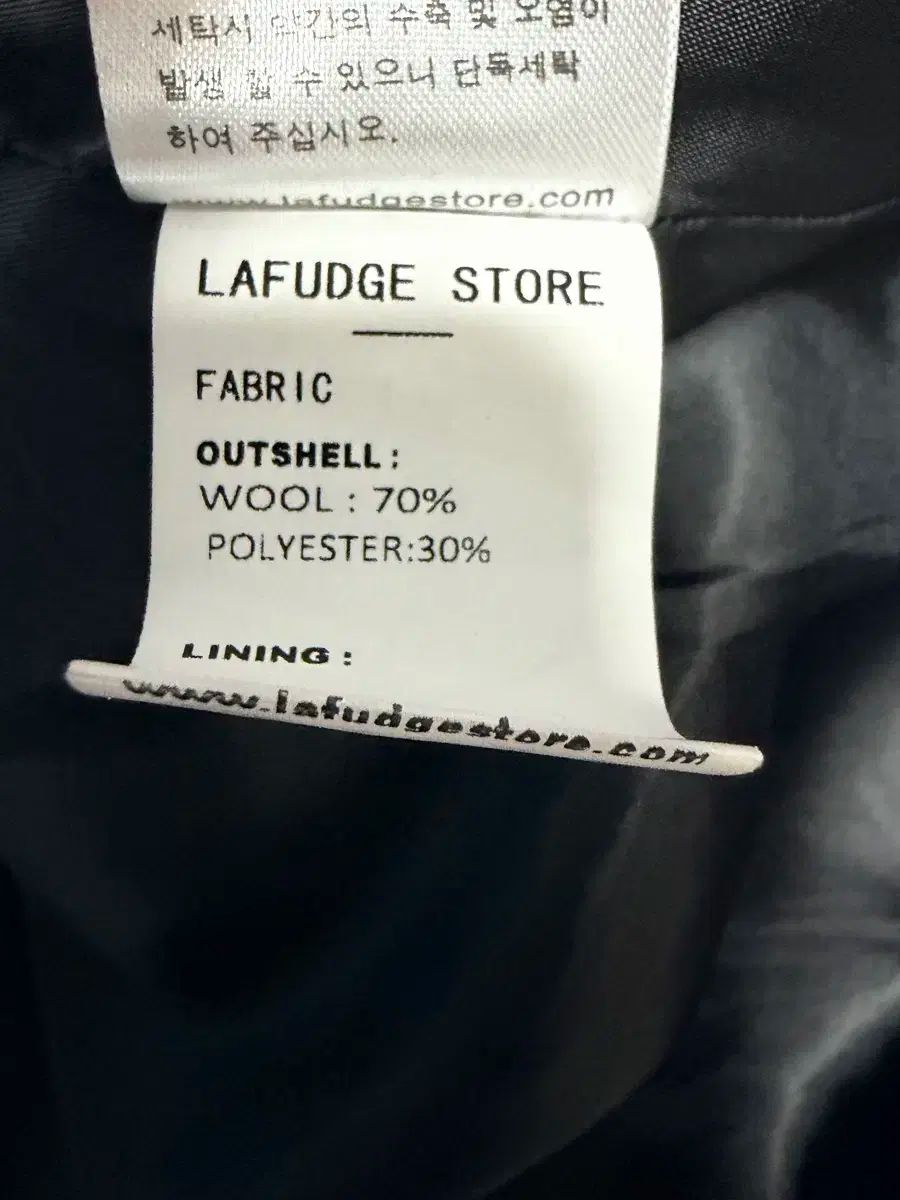 세탁시 약간의 수축 및 오염이
발생 할 수 있으니 단독세탁
하여 주십시오.
www.lafudgestore.com
LAFUDGE STORE
FABRIC
OUTSHELL:
WOOL : 70%
POLYESTER:30%
LINING :
www.lafudgestore.com